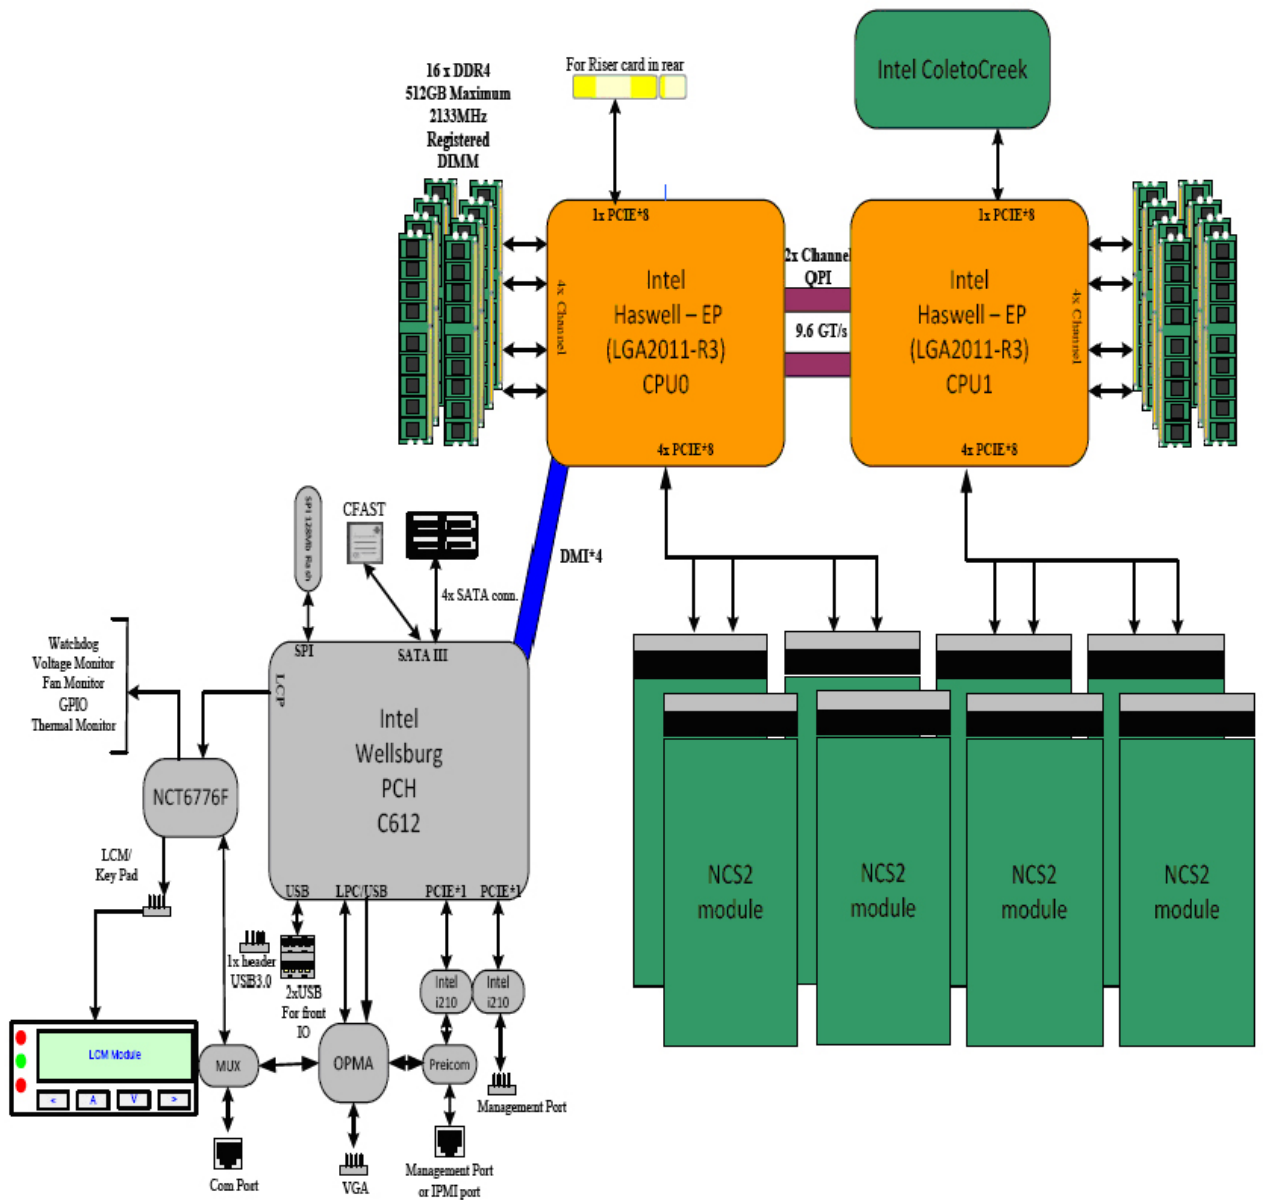 16 x DDR4
512GB Maximum
2133MHz
Registered
DIMM
For Riser card in rear
Intel ColetoCreek
1x PCIE*8
Intel
Haswell – EP
(LGA2011-R3)
CPU0
4x Channel
4x PCIE*8
2x Channel
QPI
9.6 GT/s
1x PCIE*8
Intel
Haswell – EP
(LGA2011-R3)
CPU1
4x Channel
4x PCIE*8
DMI*4
SPI 128Mb flash
CFAST
4x SATA conn.
SPI
SATA III
LCP
Intel
Wellsburg
PCH
C612
Watchdog
Voltage Monitor
Fan Monitor
GPIO
Thermal Monitor
NCT6776F
LCM/
Key Pad
USB
LPC/USB
PCIE*1
PCIE*1
1x header
USB3.0
2xUSB
For front
IO
Intel
i210
Intel
i210
LCM Module
< A V >
MUX
OPMA
Preicom
Management Port
Com Port
VGA
Management Port
or IPMI port
NCS2
module
NCS2
module
NCS2
module
NCS2
module